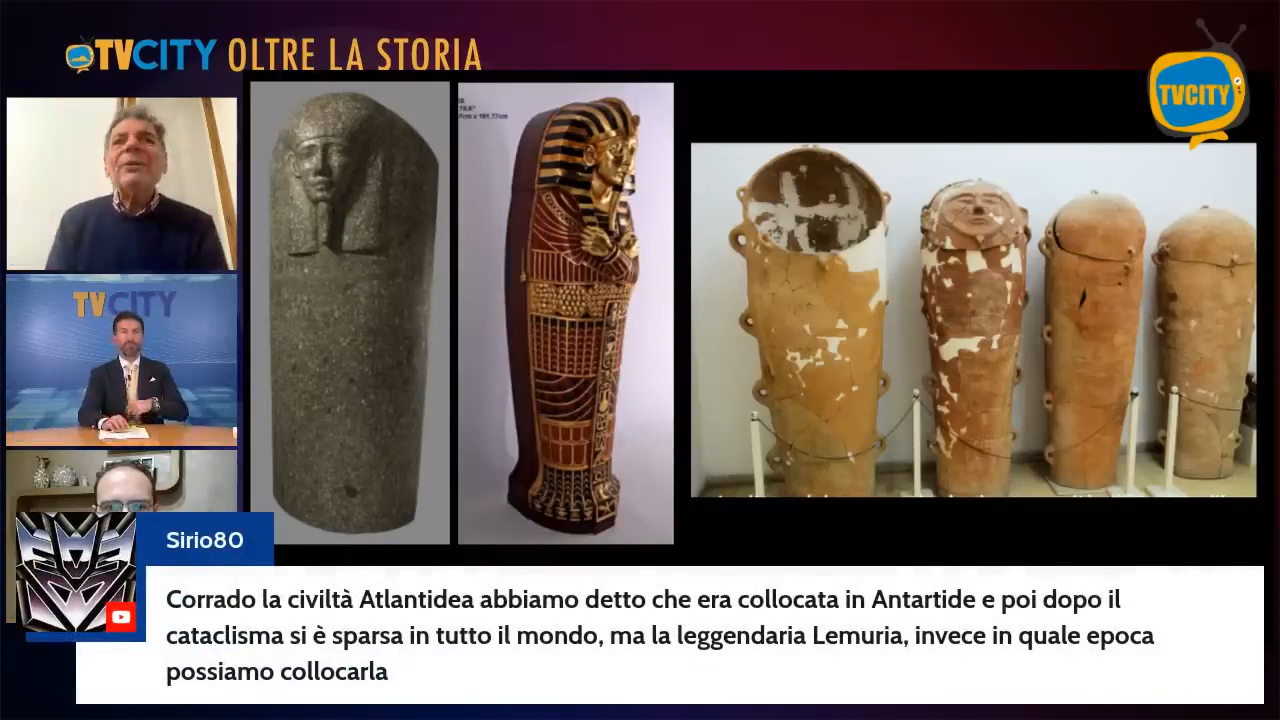 TVCITY OLTRE LA STORIA
TVCITY
TVCITY
Sirio80
Corrado la civiltà Atlantidea abbiamo detto che era collocata in Antartide e poi dopo il
cataclisma si è sparsa in tutto il mondo, ma la leggendaria Lemuria, invece in quale epoca
possiamo collocarla